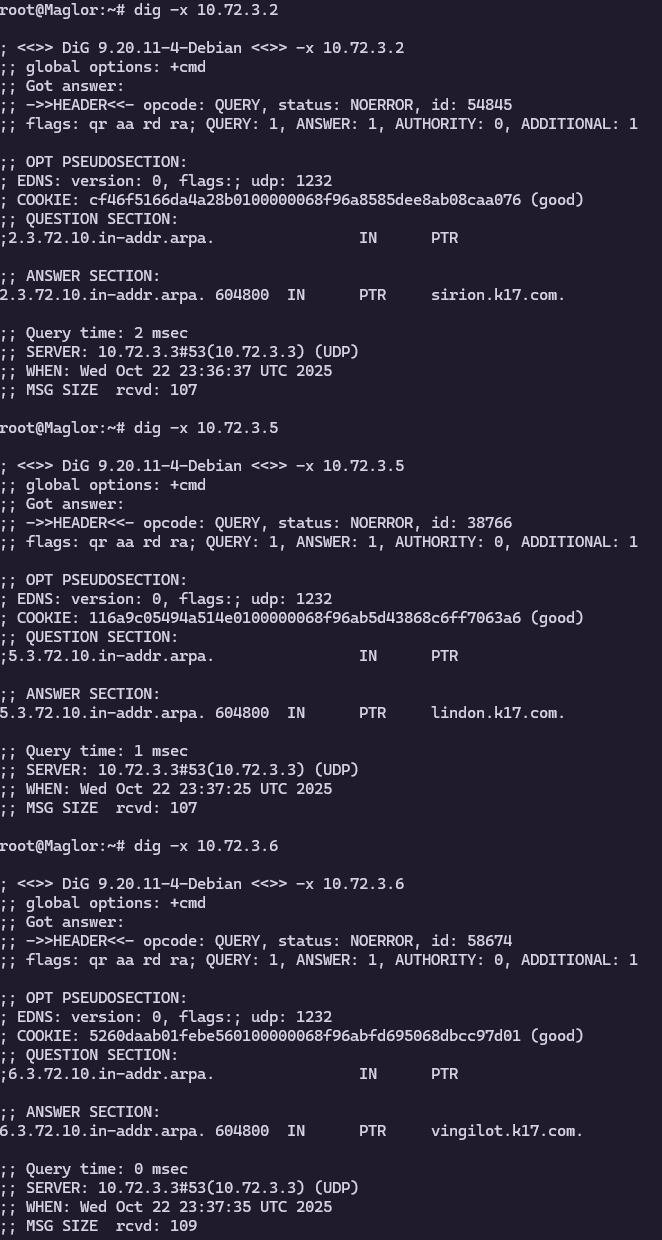 root@Maglor:~# dig -x 10.72.3.2

; <<>> DiG 9.20.11-4-Debian <<>> -x 10.72.3.2
;; global options: +cmd
;; Got answer:
;; ->>HEADER<<- opcode: QUERY, status: NOERROR, id: 54845
;; flags: qr aa rd ra; QUERY: 1, ANSWER: 1, AUTHORITY: 0, ADDITIONAL: 1

;; OPT PSEUDOSECTION:
; EDNS: version: 0, flags:; udp: 1232
; COOKIE: cf46f5166da4a28b0100000068f96a8585dee8ab08caa076 (good)
;; QUESTION SECTION:
;2.3.72.10.in-addr.arpa.                IN      PTR

;; ANSWER SECTION:
2.3.72.10.in-addr.arpa. 604800  IN      PTR     sirion.k17.com.

;; Query time: 2 msec
;; SERVER: 10.72.3.3#53(10.72.3.3) (UDP)
;; WHEN: Wed Oct 22 23:36:37 UTC 2025
;; MSG SIZE  rcvd: 107

root@Maglor:~# dig -x 10.72.3.5

; <<>> DiG 9.20.11-4-Debian <<>> -x 10.72.3.5
;; global options: +cmd
;; Got answer:
;; ->>HEADER<<- opcode: QUERY, status: NOERROR, id: 38766
;; flags: qr aa rd ra; QUERY: 1, ANSWER: 1, AUTHORITY: 0, ADDITIONAL: 1

;; OPT PSEUDOSECTION:
; EDNS: version: 0, flags:; udp: 1232
; COOKIE: 116a9c05494a514e0100000068f96ab5d43868c6ff7063a6 (good)
;; QUESTION SECTION:
;5.3.72.10.in-addr.arpa.                IN      PTR

;; ANSWER SECTION:
5.3.72.10.in-addr.arpa. 604800  IN      PTR     lindon.k17.com.

;; Query time: 1 msec
;; SERVER: 10.72.3.3#53(10.72.3.3) (UDP)
;; WHEN: Wed Oct 22 23:37:25 UTC 2025
;; MSG SIZE  rcvd: 107

root@Maglor:~# dig -x 10.72.3.6

; <<>> DiG 9.20.11-4-Debian <<>> -x 10.72.3.6
;; global options: +cmd
;; Got answer:
;; ->>HEADER<<- opcode: QUERY, status: NOERROR, id: 58674
;; flags: qr aa rd ra; QUERY: 1, ANSWER: 1, AUTHORITY: 0, ADDITIONAL: 1

;; OPT PSEUDOSECTION:
; EDNS: version: 0, flags:; udp: 1232
; COOKIE: 5260daab01febe560100000068f96abfd695068dbcc97d01 (good)
;; QUESTION SECTION:
;6.3.72.10.in-addr.arpa.                IN      PTR

;; ANSWER SECTION:
6.3.72.10.in-addr.arpa. 604800  IN      PTR     vingilot.k17.com.

;; Query time: 0 msec
;; SERVER: 10.72.3.3#53(10.72.3.3) (UDP)
;; WHEN: Wed Oct 22 23:37:35 UTC 2025
;; MSG SIZE  rcvd: 109